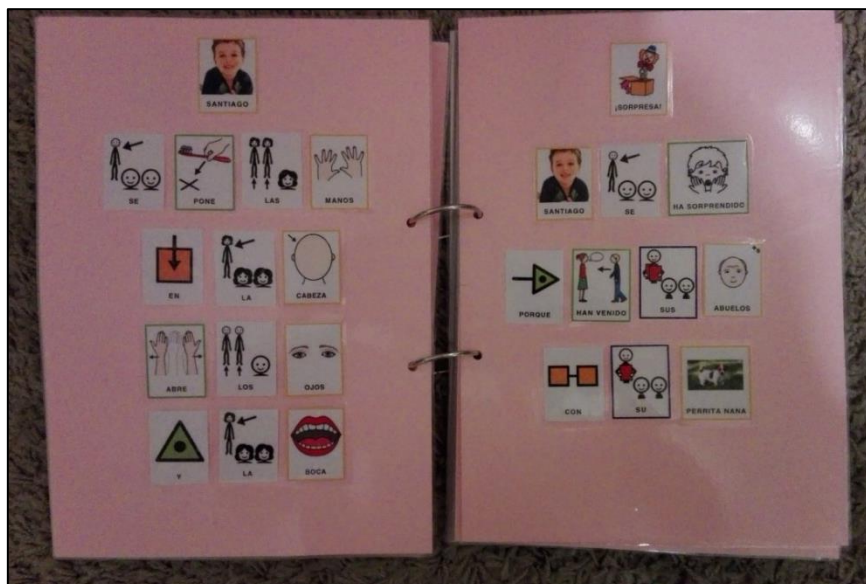 SANTIAGO
SE PONE LAS MANOS
EN LA CABEZA
ABRE LOS OJOS
Y LA BOCA
¡SORPRESA!
SANTIAGO SE HA SORPRENDIDO
PORQUE HAN VENIDO SUS ABUELOS
CON SU PERRITA NANA